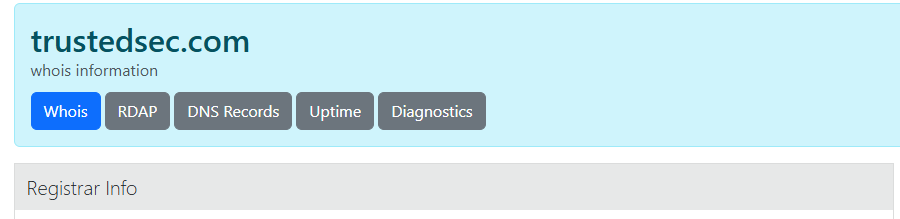 trustedsec.com
whois information
Whois RDAP DNS Records Uptime Diagnostics
Registrar Info